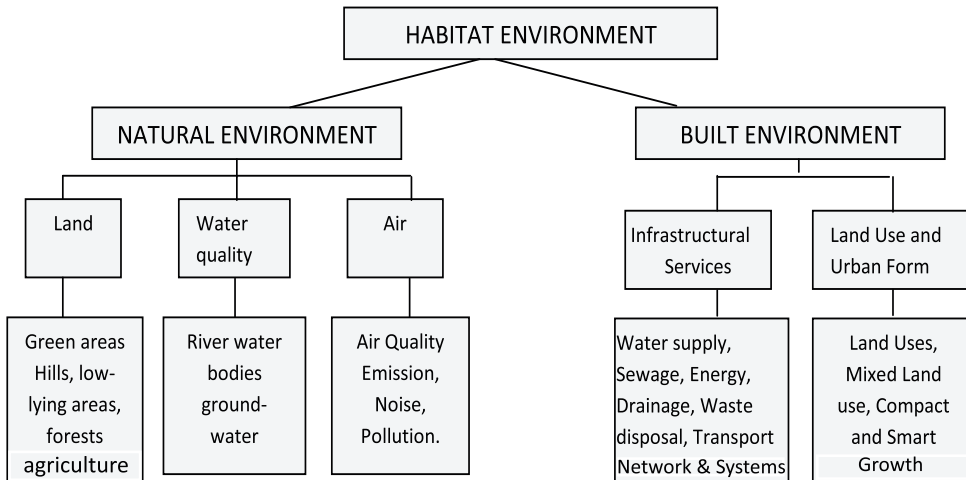 HABITAT ENVIRONMENT
NATURAL ENVIRONMENT
BUILT ENVIRONMENT
Land
Water
quality
Air
Infrastructural
Services
Land Use and
Urban Form
Green areas
Hills, low-
lying areas,
forests
agriculture
River water
bodies
ground-
water
Air Quality
Emission,
Noise,
Pollution.
Water supply,
Sewage, Energy,
Drainage, Waste
disposal, Transport
Network & Systems
Land Uses,
Mixed Land
use, Compact
and Smart
Growth